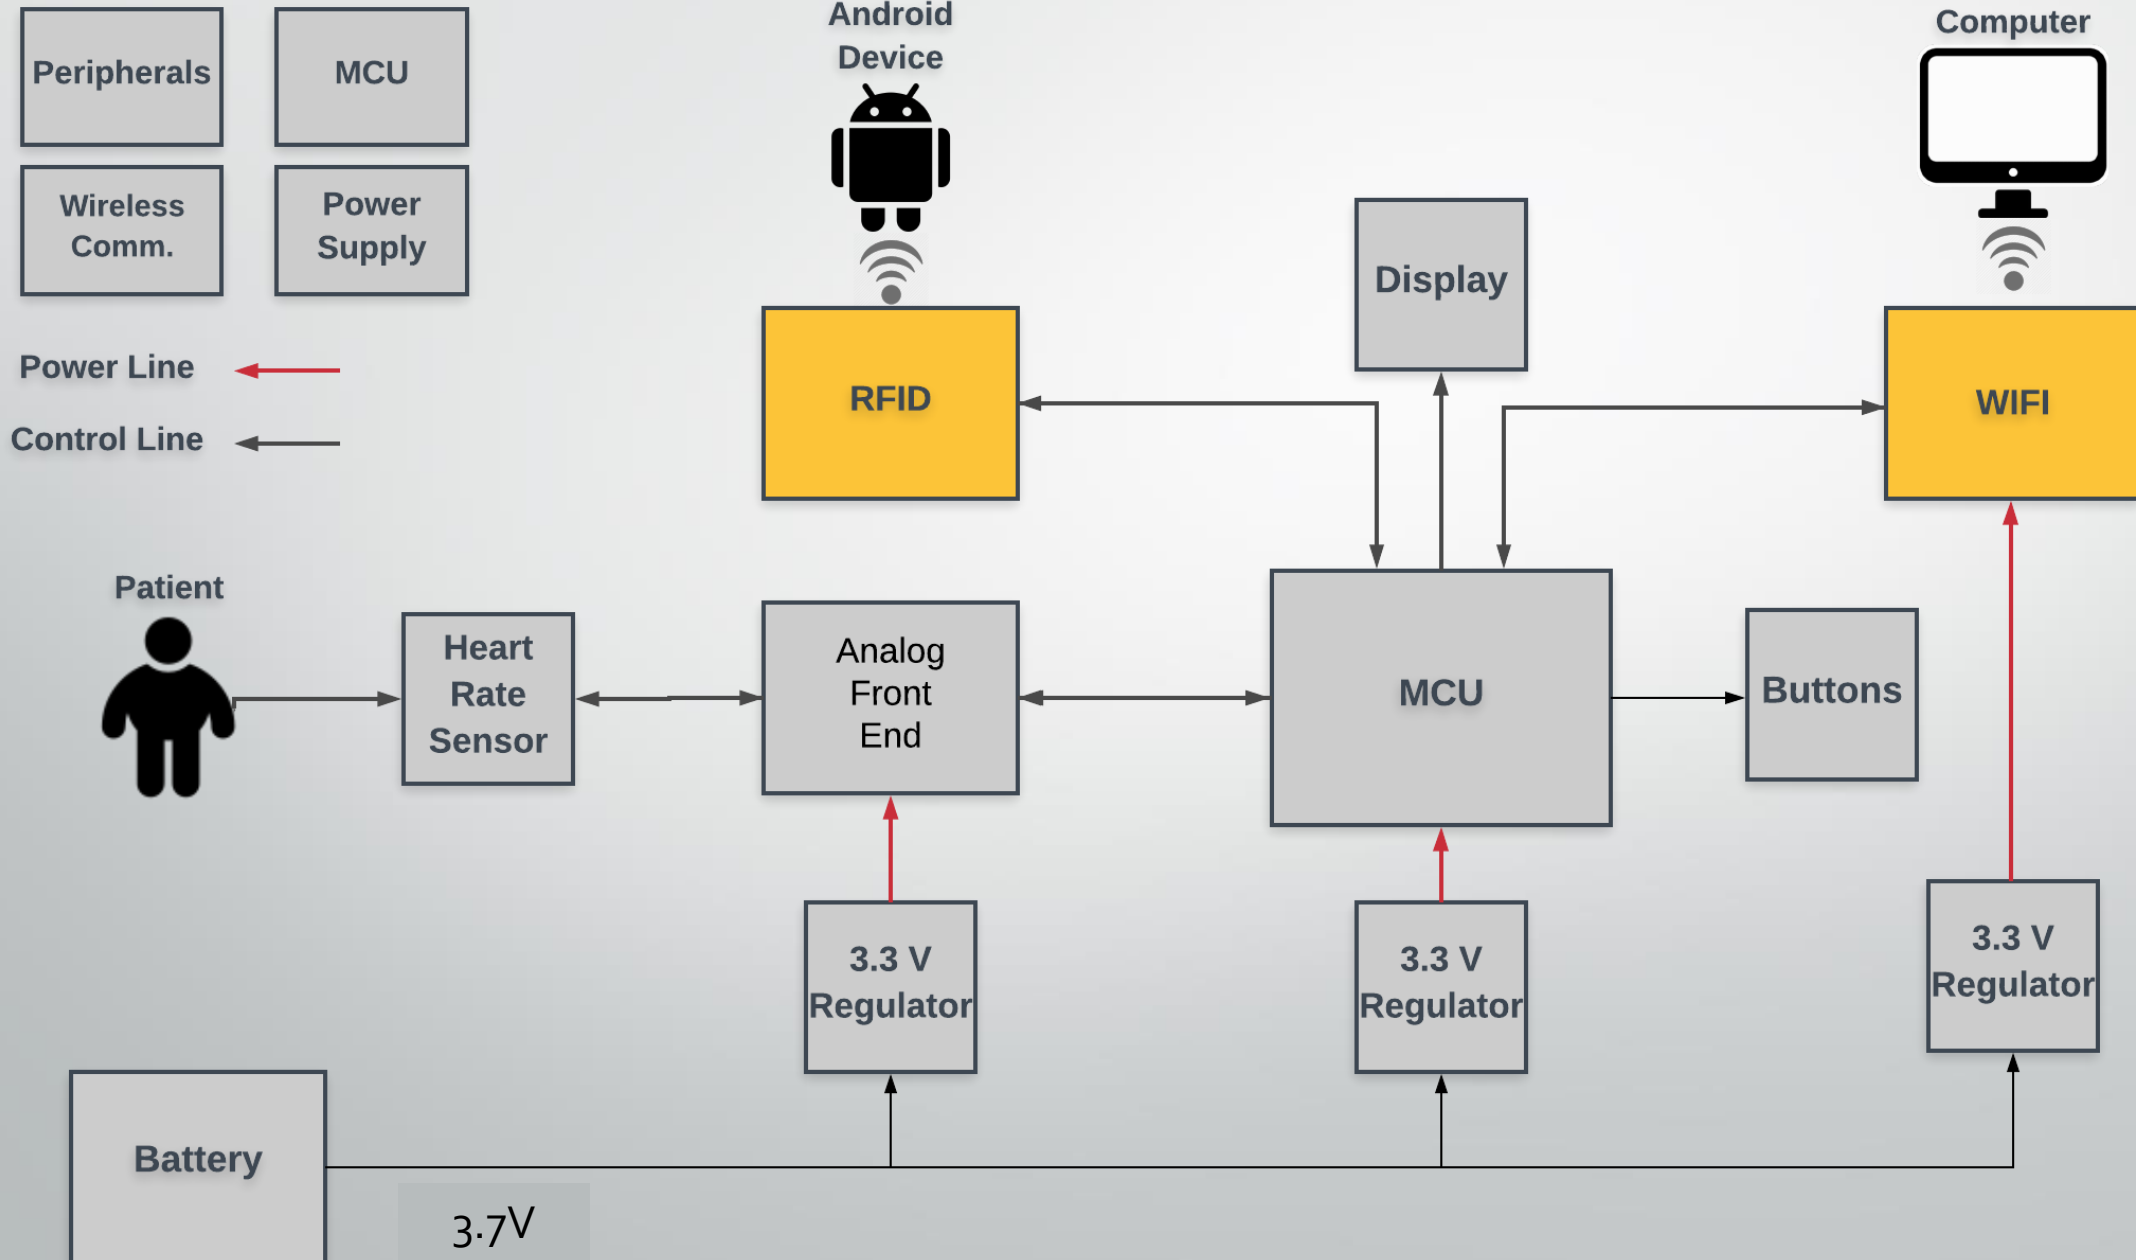 Peripherals
MCU
Wireless
Comm.
Power
Supply
Power Line
Control Line
Android
Device
Computer
RFID
Display
WIFI
Patient
Heart
Rate
Sensor
Analog
Front
End
MCU
Buttons
3.3 V
Regulator
3.3 V
Regulator
3.3 V
Regulator
Battery
3.7V